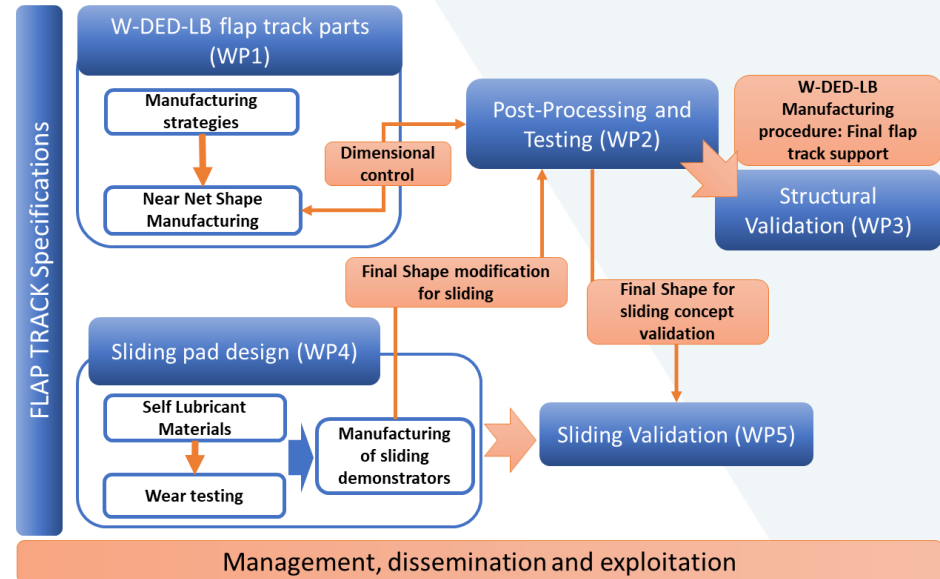 FLAP TRACK Specifications
W-DED-LB flap track parts
(WP1)
Manufacturing
strategies
Near Net Shape
Manufacturing
Dimensional
control
Post-Processing and
Testing (WP2)
W-DED-LB
Manufacturing
procedure: Final flap
track support
Structural
Validation (WP3)
Final Shape modification
for sliding
Final Shape for
sliding concept
validation
Sliding pad design (WP4)
Self Lubricant
Materials
Wear testing
Manufacturing
of sliding
demonstrators
Sliding Validation (WP5)
Management, dissemination and exploitation